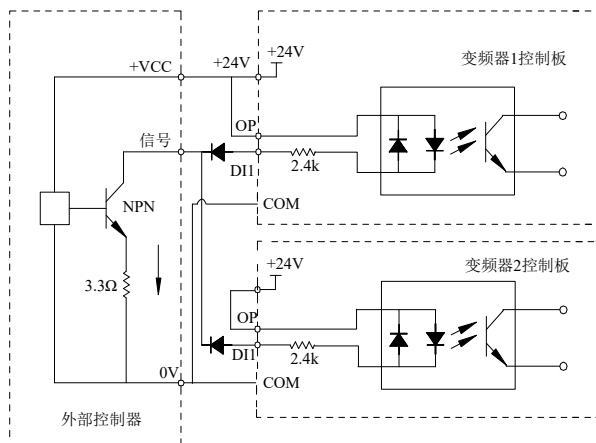 变频器1控制板
+24V
+VCC
+24V
OP
信号
DI1
2.4k
NPN
COM
变频器2控制板
+24V
3.3Ω
OP
DI1
2.4k
0V
COM
外部控制器